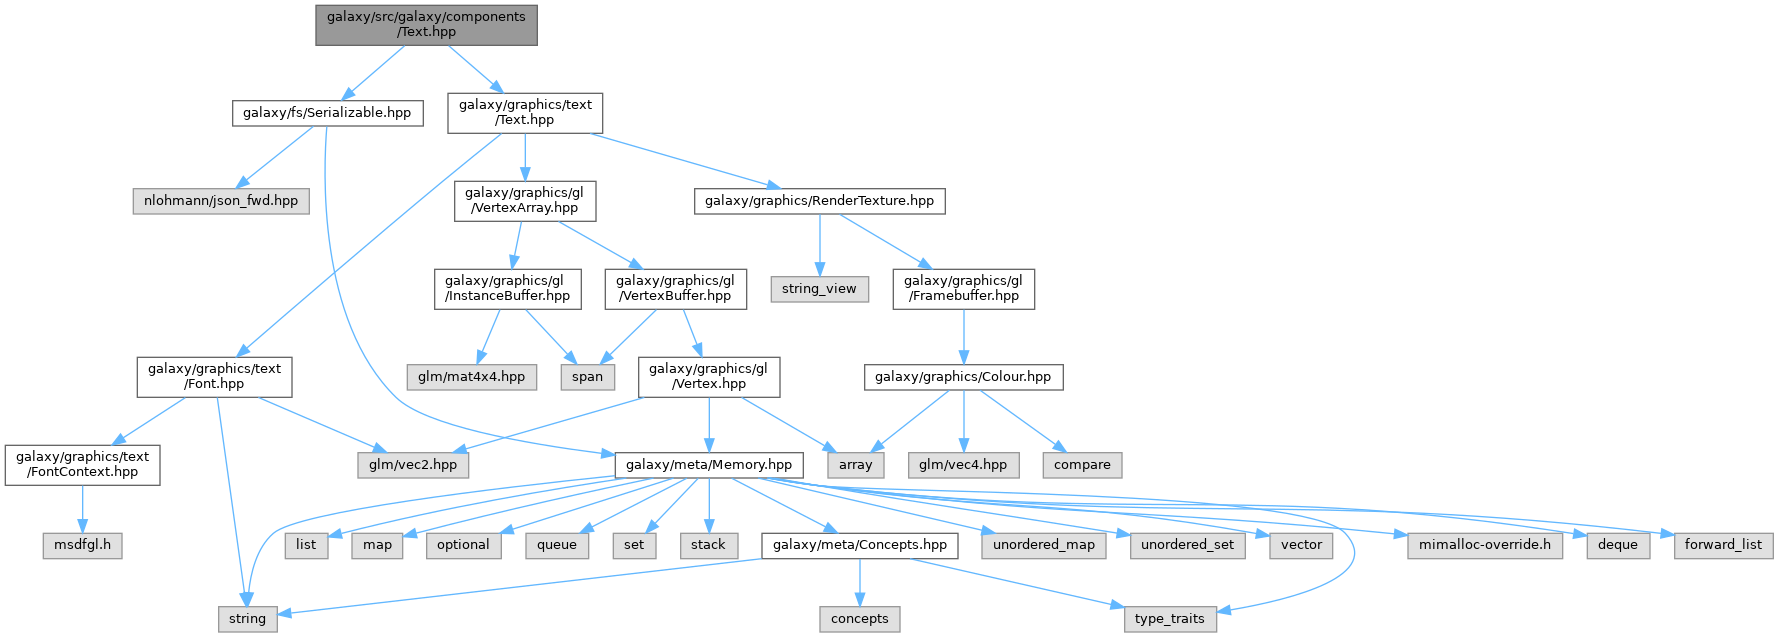 galaxy/src/galaxy/components
/Text.hpp
galaxy/fs/Serializable.hpp
galaxy/graphics/text
/Text.hpp
nlohmann/json_fwd.hpp
galaxy/graphics/gl
/VertexArray.hpp
galaxy/graphics/RenderTexture.hpp
galaxy/graphics/gl
/InstanceBuffer.hpp
galaxy/graphics/gl
/VertexBuffer.hpp
string_view
galaxy/graphics/gl
/Framebuffer.hpp
galaxy/graphics/text
/Font.hpp
glm/mat4x4.hpp
span
galaxy/graphics/gl
/Vertex.hpp
galaxy/graphics/Colour.hpp
galaxy/graphics/text
/FontContext.hpp
glm/vec2.hpp
galaxy/meta/Memory.hpp
array
glm/vec4.hpp
compare
msdfgl.h
list
map
optional
queue
set
stack
galaxy/meta/Concepts.hpp
unordered_map
unordered_set
vector
mimalloc-override.h
deque
forward_list
string
concepts
type_traits